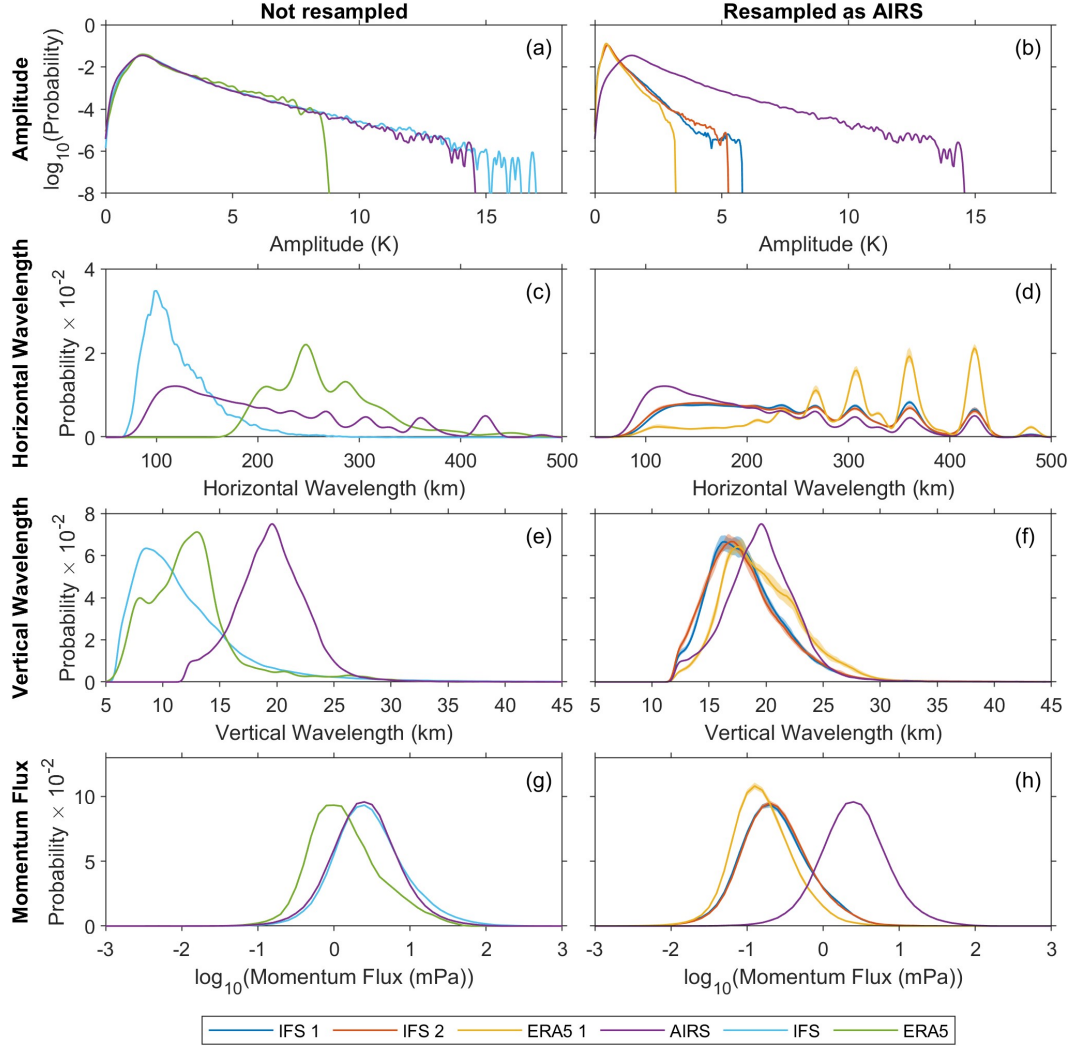 Not resampled
Resampled as AIRS
Amplitude
log10(Probability)
0
-2
-4
-6
-8
(a)
0 5 10 15
Amplitude (K)
(b)
0 5 10 15
Amplitude (K)
Horizontal Wavelength
Probability × 10-2
4
2
0
(c)
100 200 300 400 500
Horizontal Wavelength (km)
(d)
100 200 300 400 500
Horizontal Wavelength (km)
Vertical Wavelength
Probability × 10-2
8
6
4
2
0
(e)
5 10 15 20 25 30 35 40 45
Vertical Wavelength (km)
(f)
5 10 15 20 25 30 35 40 45
Vertical Wavelength (km)
Momentum Flux
Probability × 10-2
10
5
0
(g)
-3 -2 -1 0 1 2 3
log10(Momentum Flux (mPa))
(h)
-3 -2 -1 0 1 2 3
log10(Momentum Flux (mPa))
IFS 1 IFS 2 ERA5 1 AIRS IFS ERA5